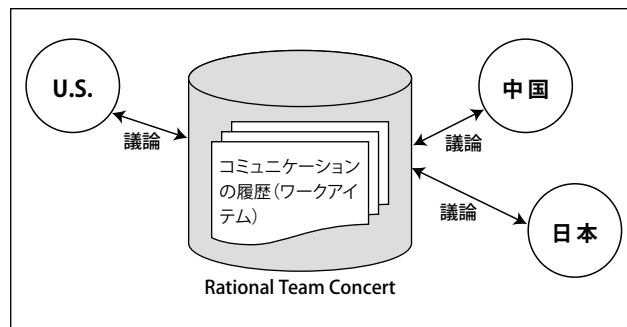 U.S.
中国
議論
議論
コミュニケーション
の履歴（ワークアイ
テム）
議論
日本
Rational Team Concert